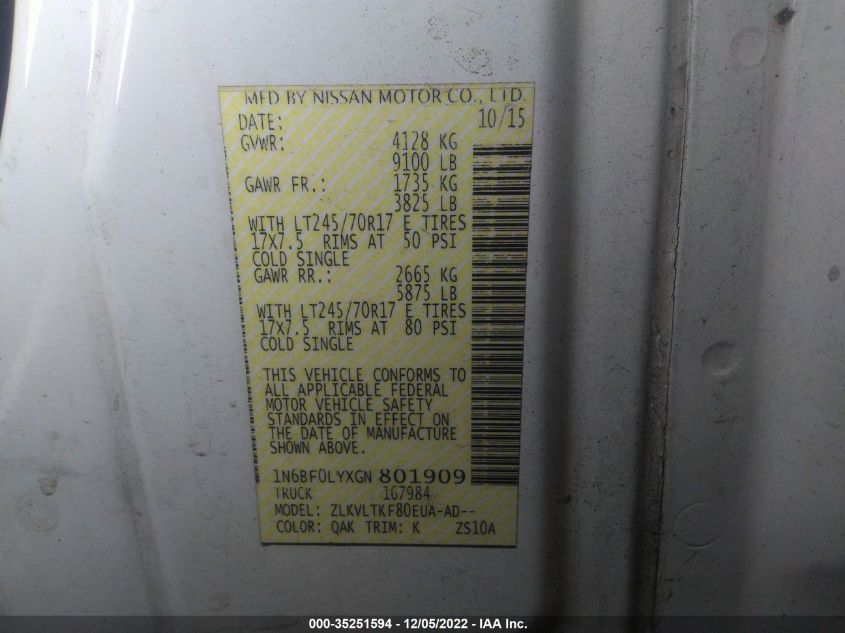 MFD BY NISSAN MOTOR CO., LTD.
DATE: 10/15
GVWR: 4128 KG
9100 LB
GAWR FR.: 1735 KG
3825 LB
WITH LT245/70R17 E TIRES
17X7.5 RIMS AT 50 PSI
COLD SINGLE
GAWR RR.: 2665 KG
5875 LB
WITH LT245/70R17 E TIRES
17X7.5 RIMS AT 80 PSI
COLD SINGLE
THIS VEHICLE CONFORMS TO
ALL APPLICABLE FEDERAL
MOTOR VEHICLE SAFETY
STANDARDS IN EFFECT ON
THE DATE OF MANUFACTURE
SHOWN ABOVE.
1N6BF0LYXGN801909
TRUCK 167984
MODEL: ZLKVLTKF80EUA-AD--
COLOR: QAK TRIM: K ZS10A
000-35251594 - 12/05/2022 - IAA Inc.